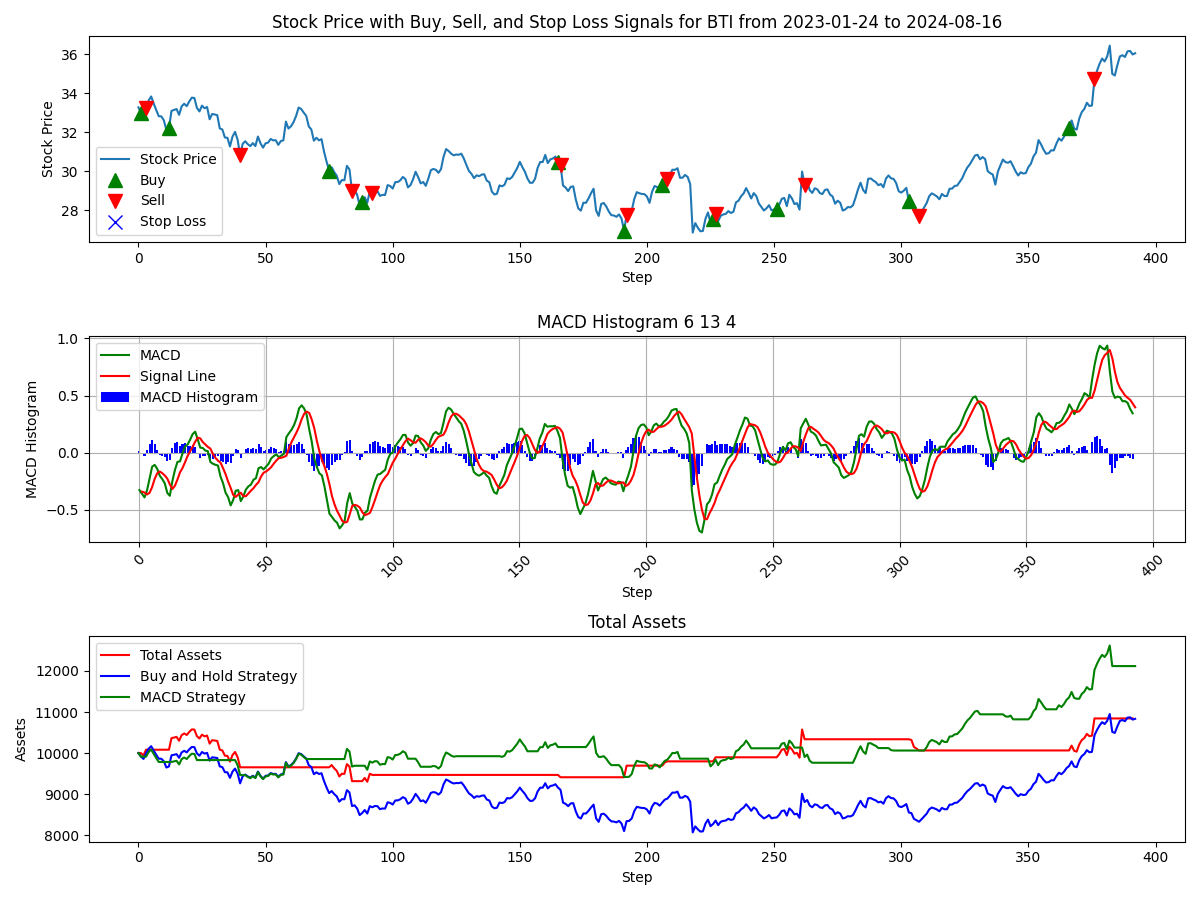 Stock Price with Buy, Sell, and Stop Loss Signals for BTI from 2023-01-24 to 2024-08-16
36
34
32
30
28
Stock Price
Stock Price
Buy
Sell
Stop Loss
0 50 100 150 200 250 300 350 400
Step
MACD Histogram 6 13 4
1.0
0.5
0.0
−0.5
MACD Histogram
MACD
Signal Line
MACD Histogram
0 50 100 150 200 250 300 350 400
Step
Total Assets
12000
11000
10000
9000
8000
Assets
Total Assets
Buy and Hold Strategy
MACD Strategy
0 50 100 150 200 250 300 350 400
Step